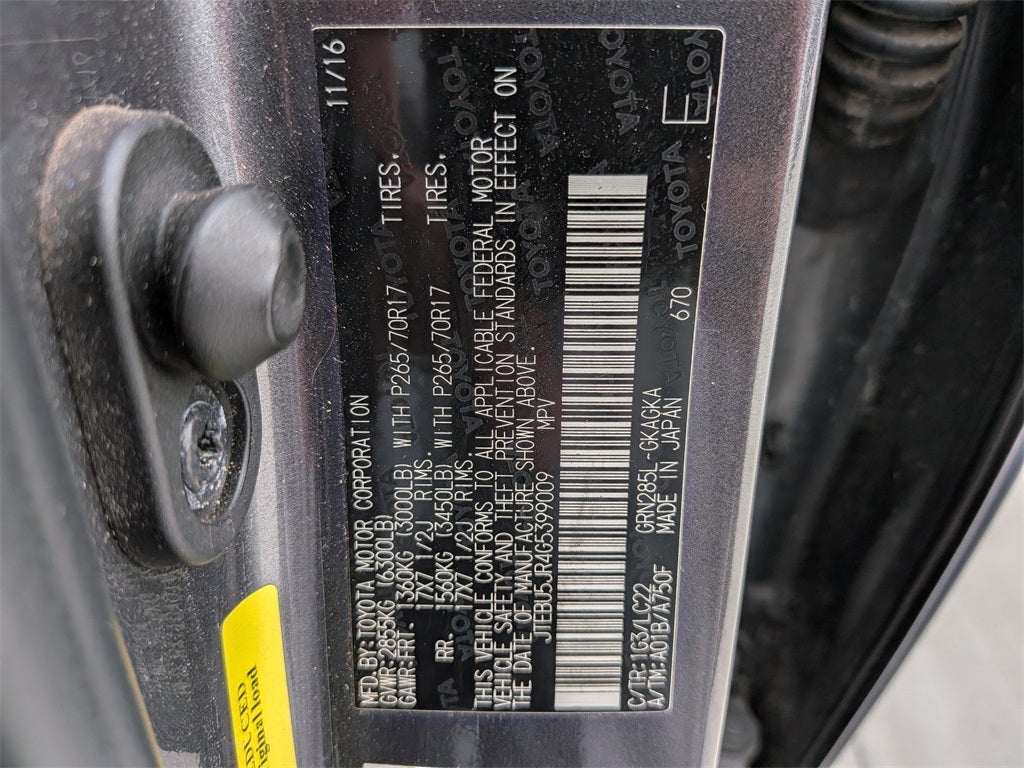 11/16
MFD.BY:TOYOTA MOTOR CORPORATION
GVWR:2855KG (6300LB)
GAWR:FRT. 1360KG (3000LB) WITH P265/70R17 TIRES.
17X7 1/2J RIMS.
RR. 1560KG (3450LB) WITH P265/70R17 TIRES.
17X7 1/2J RIMS.
THIS VEHICLE CONFORMS TO ALL APPLICABLE FEDERAL MOTOR
VEHICLE SAFETY AND THEFT PREVENTION STANDARDS IN EFFECT ON
THE DATE OF MANUFACTURE SHOWN ABOVE.
JTEBU5JR4G5399009 MPV
C/TR:1G3/LC22 GRN285L-GKAGKA 670
A/TM:A01B/A750F MADE IN JAPAN TOYOTA E
ginal load